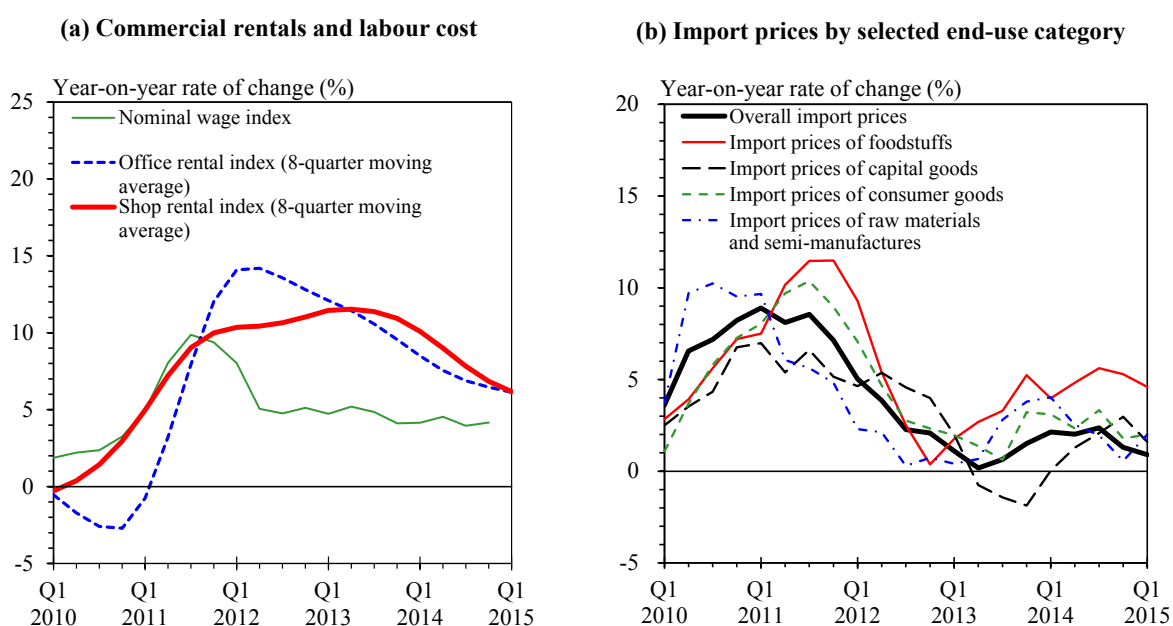 (a) Commercial rentals and labour cost
Year-on-year rate of change (%)
25
20
15
10
5
0
-5
Nominal wage index
Office rental index (8-quarter moving
average)
Shop rental index (8-quarter moving
average)
Q1
2010
Q1
2011
Q1
2012
Q1
2013
Q1
2014
Q1
2015
(b) Import prices by selected end-use category
Year-on-year rate of change (%)
20
15
10
5
0
-5
Overall import prices
Import prices of foodstuffs
Import prices of capital goods
Import prices of consumer goods
Import prices of raw materials
and semi-manufactures
Q1
2010
Q1
2011
Q1
2012
Q1
2013
Q1
2014
Q1
2015